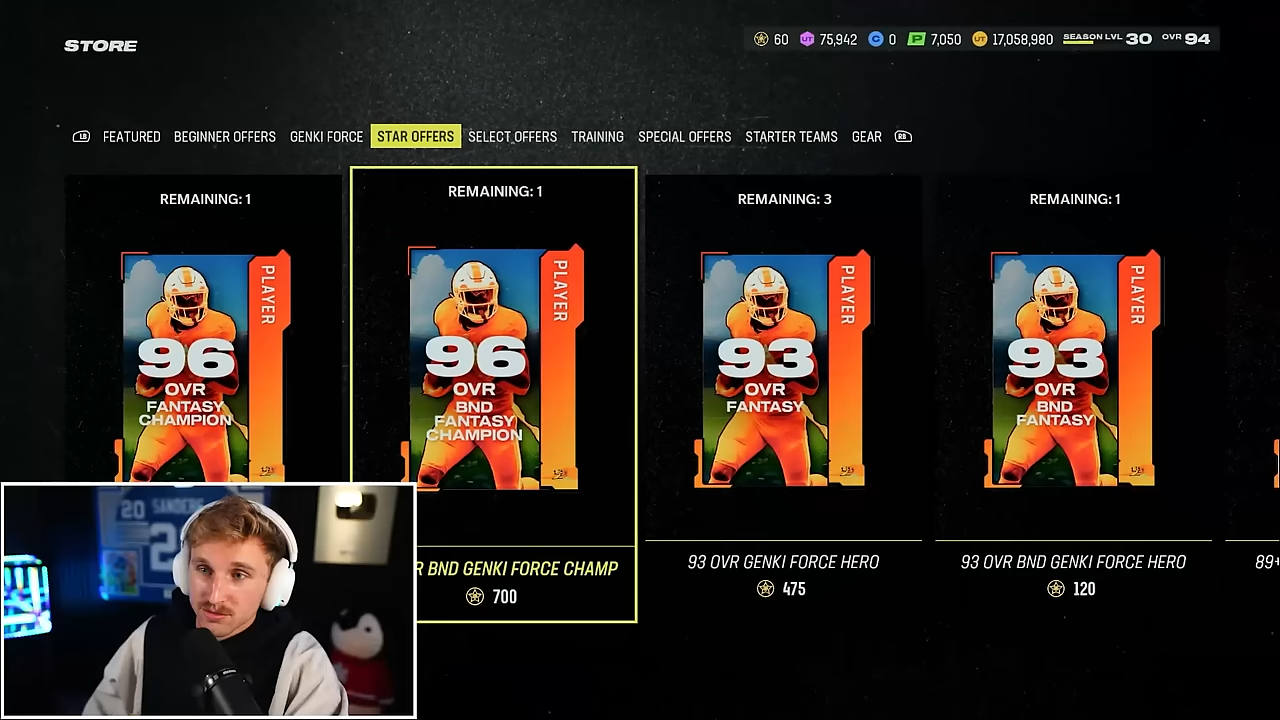 STORE
60 75,942 C 0 P 7,050 UT 17,058,980 SEASON LVL 30 OVR 94
LB FEATURED BEGINNER OFFERS GENKI FORCE STAR OFFERS SELECT OFFERS TRAINING SPECIAL OFFERS STARTER TEAMS GEAR RB
REMAINING: 1
PLAYER
96
OVR
FANTASY
CHAMPION
REMAINING: 1
PLAYER
96
OVR
BND
FANTASY
CHAMPION
R BND GENKI FORCE CHAMP
700
REMAINING: 3
PLAYER
93
OVR
FANTASY
93 OVR GENKI FORCE HERO
475
REMAINING: 1
PLAYER
93
OVR
BND
FANTASY
93 OVR BND GENKI FORCE HERO
120
89+
20 SANDERS